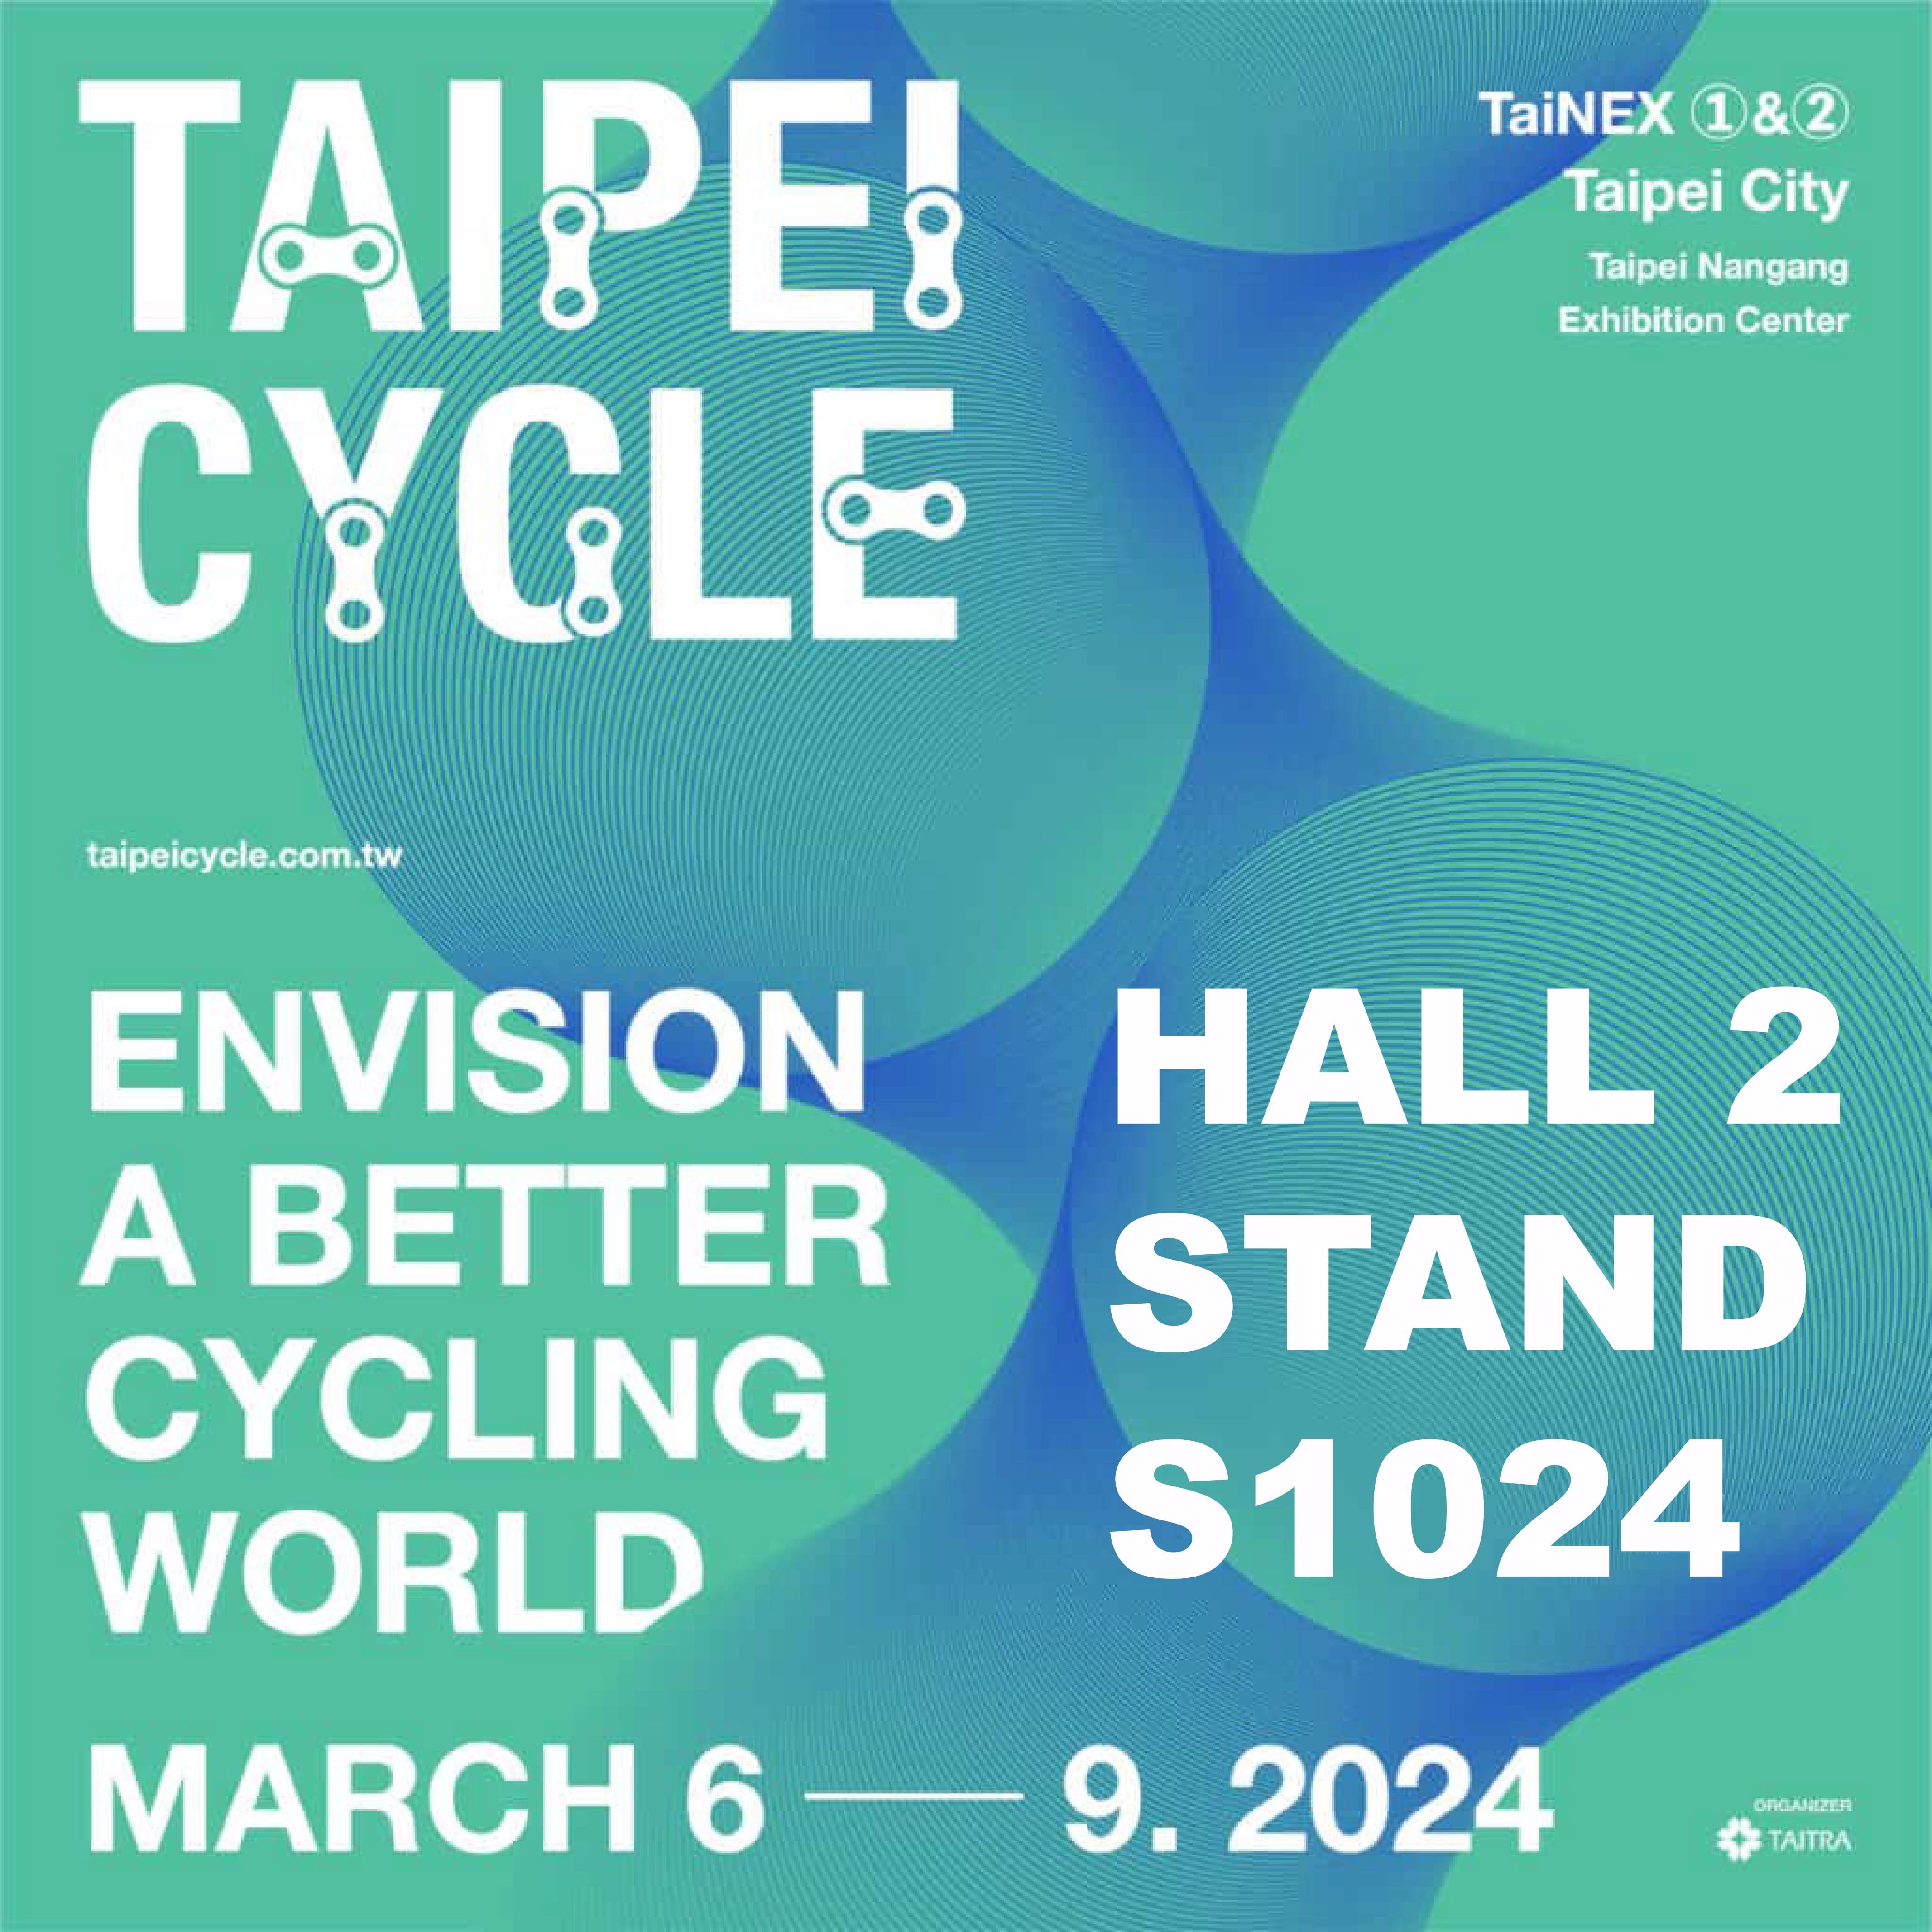 TAIPEI
CYCLE
TaiNEX ①&②
Taipei City
Taipei Nangang
Exhibition Center
taipeicycle.com.tw
ENVISION
A BETTER
CYCLING
WORLD
HALL 2
STAND
S1024
MARCH 6 — 9. 2024
ORGANIZER
TAITRA